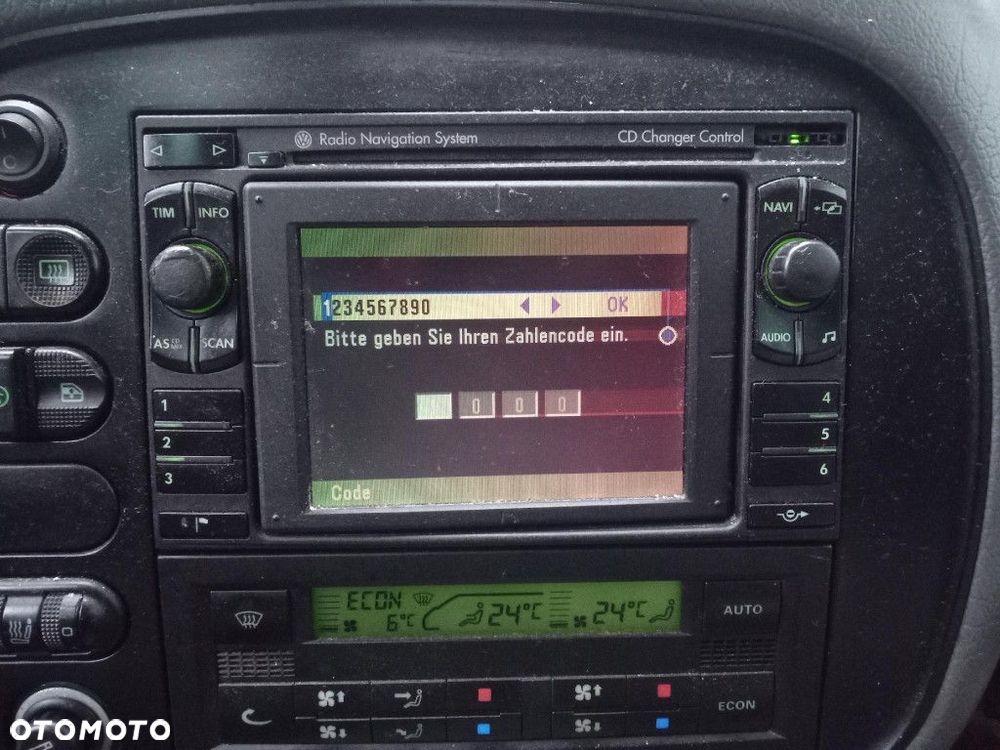 Radio Navigation System
CD Changer Control
TIM INFO
NAVI
1234567890 OK
Bitte geben Sie Ihren Zahlencode ein.
AS SCAN
AUDIO
0 0 0
1
2
3
4
5
6
Code
ECON
6°C 24°C 24°C
AUTO
ECON
OTOMOTO